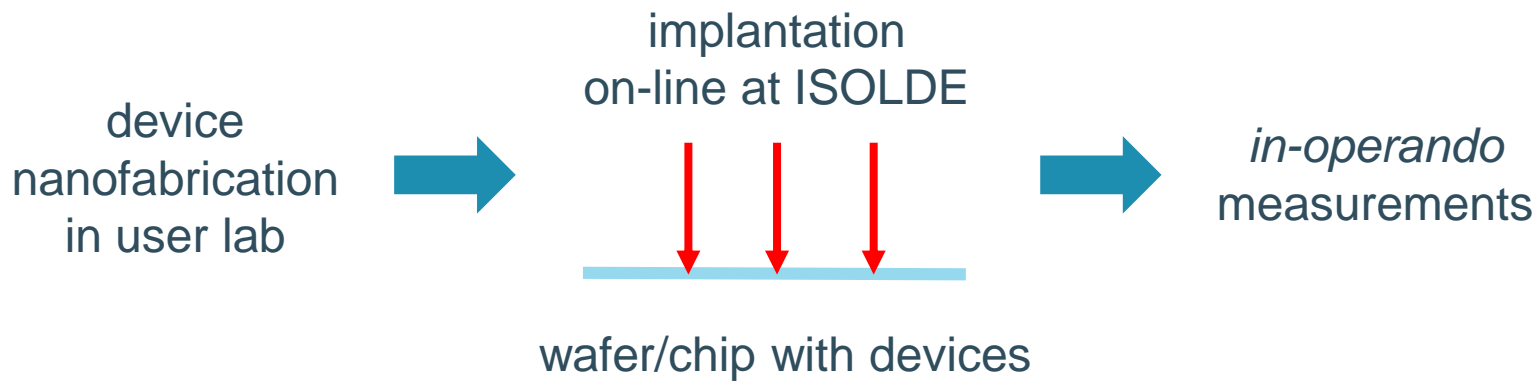 device
nanofabrication
in user lab
implantation
on-line at ISOLDE
wafer/chip with devices
in-operando
measurements